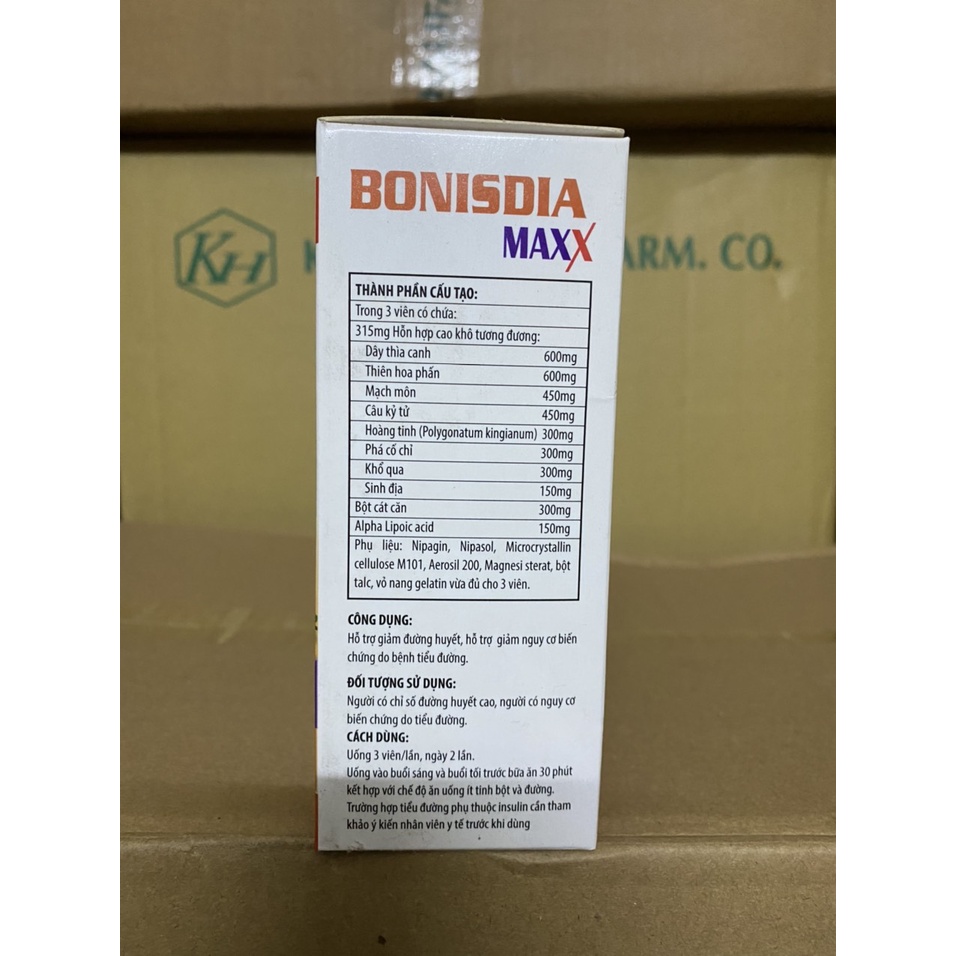 KH
ARM. CO.
BONISDIA
MAXX
THÀNH PHẦN CẤU TẠO:
Trong 3 viên có chứa:
315mg Hỗn hợp cao khô tương đương:
Dây thìa canh 600mg
Thiên hoa phấn 600mg
Mạch môn 450mg
Câu kỷ tử 450mg
Hoàng tinh (Polygonatum kingianum) 300mg
Phá cố chỉ 300mg
Khổ qua 300mg
Sinh địa 150mg
Bột cát căn 300mg
Alpha Lipoic acid 150mg
Phụ liệu: Nipagin, Nipasol, Microcrystallin
cellulose M101, Aerosil 200, Magnesi sterat, bột
talc, vỏ nang gelatin vừa đủ cho 3 viên.
CÔNG DỤNG:
Hỗ trợ giảm đường huyết, hỗ trợ giảm nguy cơ biến
chứng do bệnh tiểu đường.
ĐỐI TƯỢNG SỬ DỤNG:
Người có chỉ số đường huyết cao, người có nguy cơ
biến chứng do tiểu đường.
CÁCH DÙNG:
Uống 3 viên/lần, ngày 2 lần.
Uống vào buổi sáng và buổi tối trước bữa ăn 30 phút
kết hợp với chế độ ăn uống ít tinh bột và đường.
Trường hợp tiểu đường phụ thuộc insulin cần tham
khảo ý kiến nhân viên y tế trước khi dùng